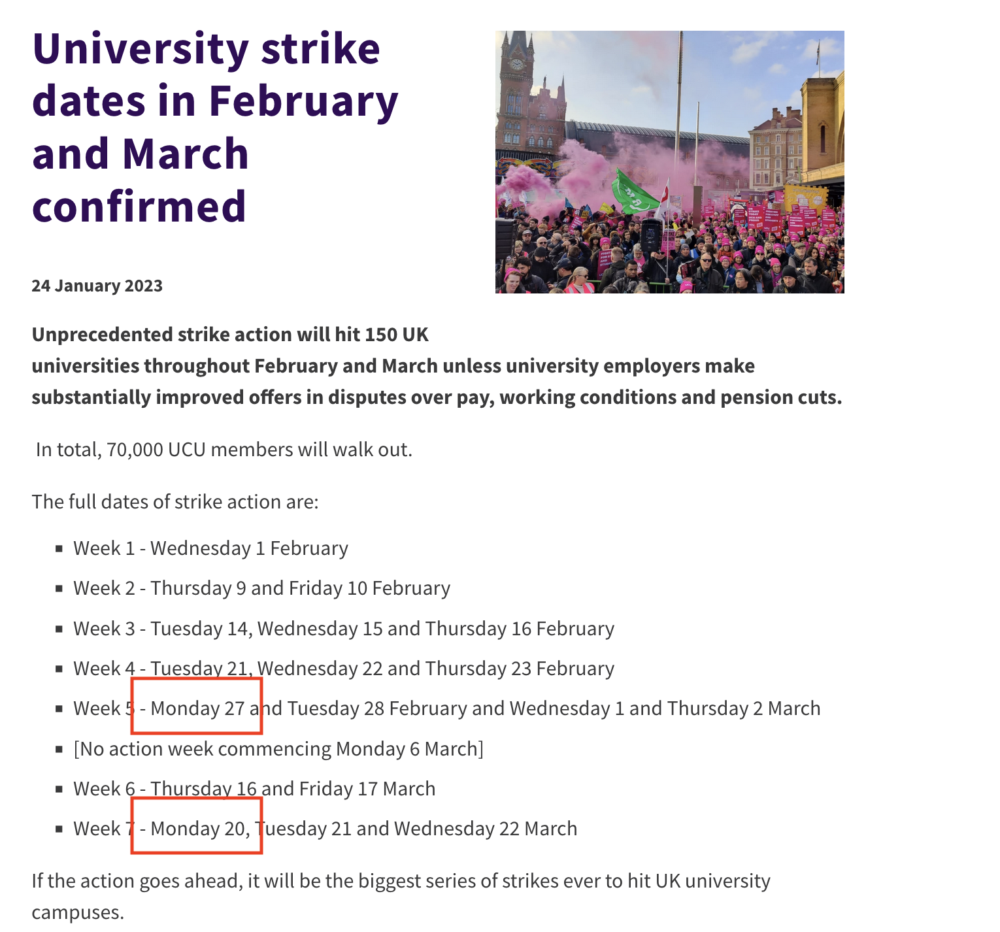 University strike
dates in February
and March
confirmed
24 January 2023
Unprecedented strike action will hit 150 UK
universities throughout February and March unless university employers make
substantially improved offers in disputes over pay, working conditions and pension cuts.
In total, 70,000 UCU members will walk out.
The full dates of strike action are:
▪ Week 1 - Wednesday 1 February
▪ Week 2 - Thursday 9 and Friday 10 February
▪ Week 3 - Tuesday 14, Wednesday 15 and Thursday 16 February
▪ Week 4 - Tuesday 21, Wednesday 22 and Thursday 23 February
▪ Week 5 - Monday 27 and Tuesday 28 February and Wednesday 1 and Thursday 2 March
▪ [No action week commencing Monday 6 March]
▪ Week 6 - Thursday 16 and Friday 17 March
▪ Week 7 - Monday 20, Tuesday 21 and Wednesday 22 March
If the action goes ahead, it will be the biggest series of strikes ever to hit UK university
campuses.